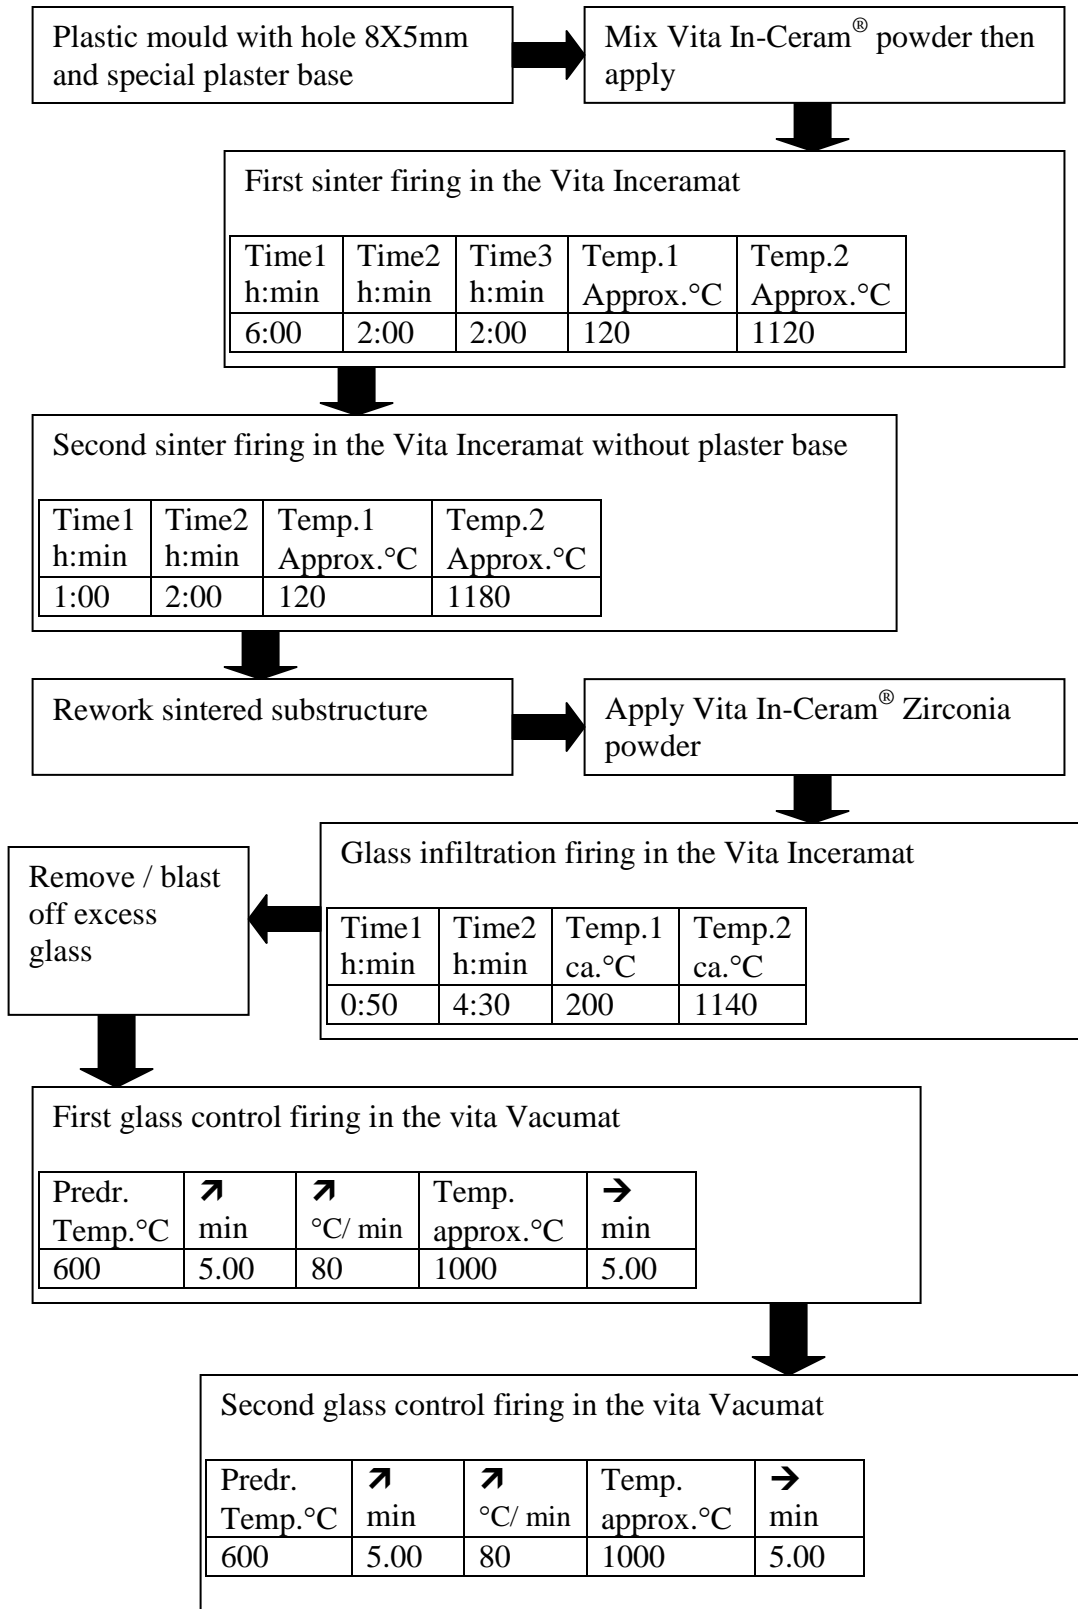 Plastic mould with hole 8X5mm
and special plaster base
Mix Vita In-Ceram® powder then
apply
First sinter firing in the Vita Inceramat
Time1 Time2 Time3 Temp.1 Temp.2
h:min h:min h:min Approx.°C Approx.°C
6:00 2:00 2:00 120 1120
Second sinter firing in the Vita Inceramat without plaster base
Time1 Time2 Temp.1 Temp.2
h:min h:min Approx.°C Approx.°C
1:00 2:00 120 1180
Rework sintered substructure
Apply Vita In-Ceram® Zirconia
powder
Glass infiltration firing in the Vita Inceramat
Time1 Time2 Temp.1 Temp.2
h:min h:min ca.°C ca.°C
0:50 4:30 200 1140
Remove / blast
off excess
glass
First glass control firing in the vita Vacumat
Predr. ↗ ↗ Temp. →
Temp.°C min °C/ min approx.°C min
600 5.00 80 1000 5.00
Second glass control firing in the vita Vacumat
Predr. ↗ ↗ Temp. →
Temp.°C min °C/ min approx.°C min
600 5.00 80 1000 5.00